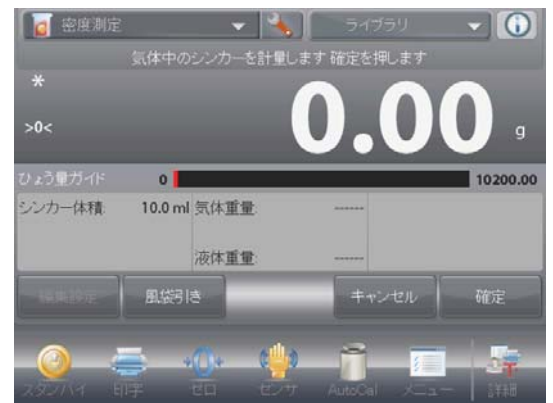 密度測定 ライブラリ
気体中のシンカーを計量します 確定を押します
*
>0< 0.00 g
ひょう量ガイド 0 10200.00
シンカー体積: 10.0 ml 気体重量: ------
液体重量: ------
編集設定 風袋引き キャンセル 確定
スタンバイ 印字 ゼロ センサ AutoCal メニュー 詳細